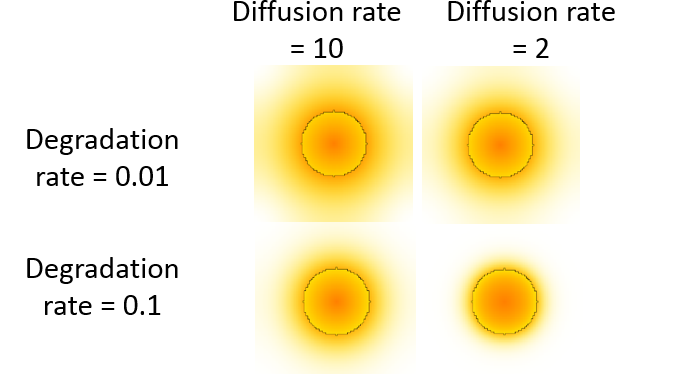 Diffusion rate
= 10
Diffusion rate
= 2
Degradation
rate = 0.01
Degradation
rate = 0.1